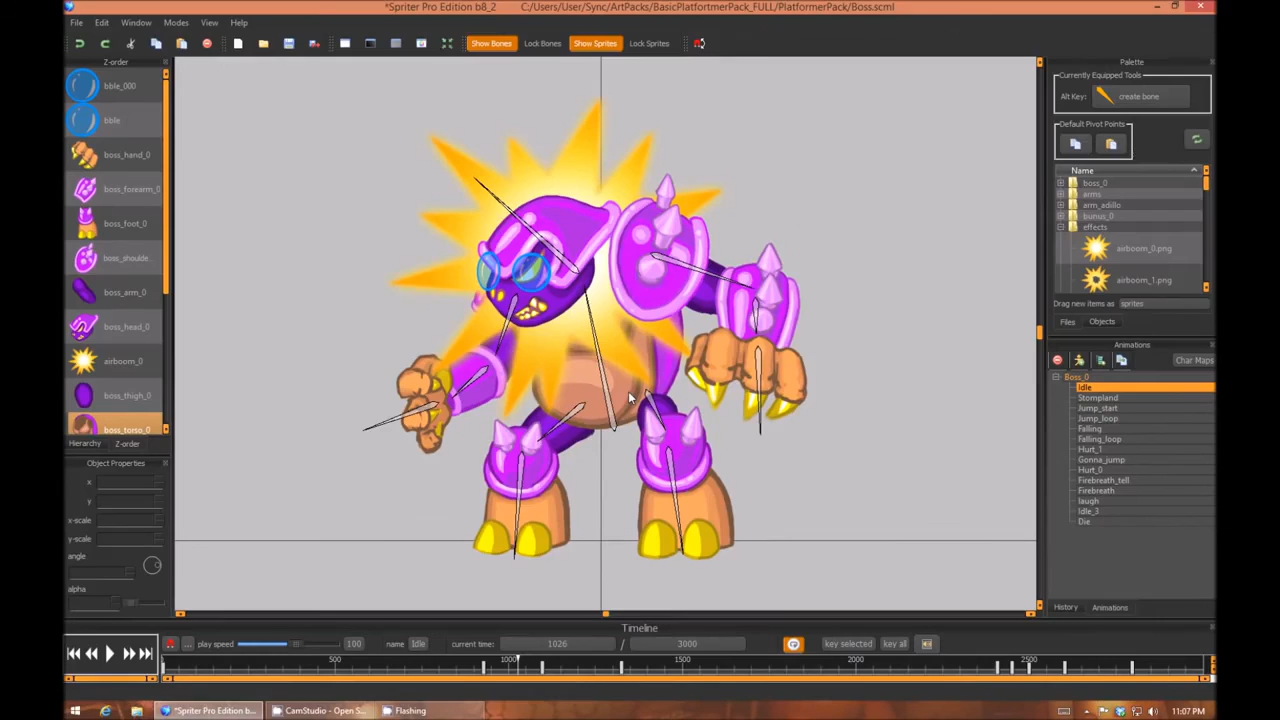 *Spriter Pro Edition b8_2 C:/Users/User/Sync/ArtPacks/BasicPlatfortmerPack_FULL/PlatformerPack/Boss.scml
File Edit Window Modes View Help
Show Bones Lock Bones Show Sprites Lock Sprites
Z-order
bble_000
bble
boss_hand_0
boss_forearm_0
boss_foot_0
boss_shoulde
boss_arm_0
boss_head_0
airboom_0
boss_thigh_0
boss_torso_0
Hierarchy Z-order
Object Properties
x
y
x-scale
y-scale
angle
alpha
Palette
Currently Equipped Tools
Alt Key: create bone
Default Pivot Points
Name
boss_0
arms
arm_adillo
bunus_0
effects
airboom_0.png
airboom_1.png
Drag new items as sprites
Files Objects
Animations
Char Maps
Boss_0
Idle
Stompland
Jump_start
Jump_loop
Falling
Falling_loop
Hurt_1
Gonna_jump
Hurt_0
Firebreath_tell
Firebreath
laugh
Idle_3
Die
History Animations
Timeline
... play speed 100 name Idle current time: 1026 / 3000 key selected key all
500 1000 1500 2000 2500
*Spriter Pro Edition b... CamStudio - Open S... Flashing 11:07 PM